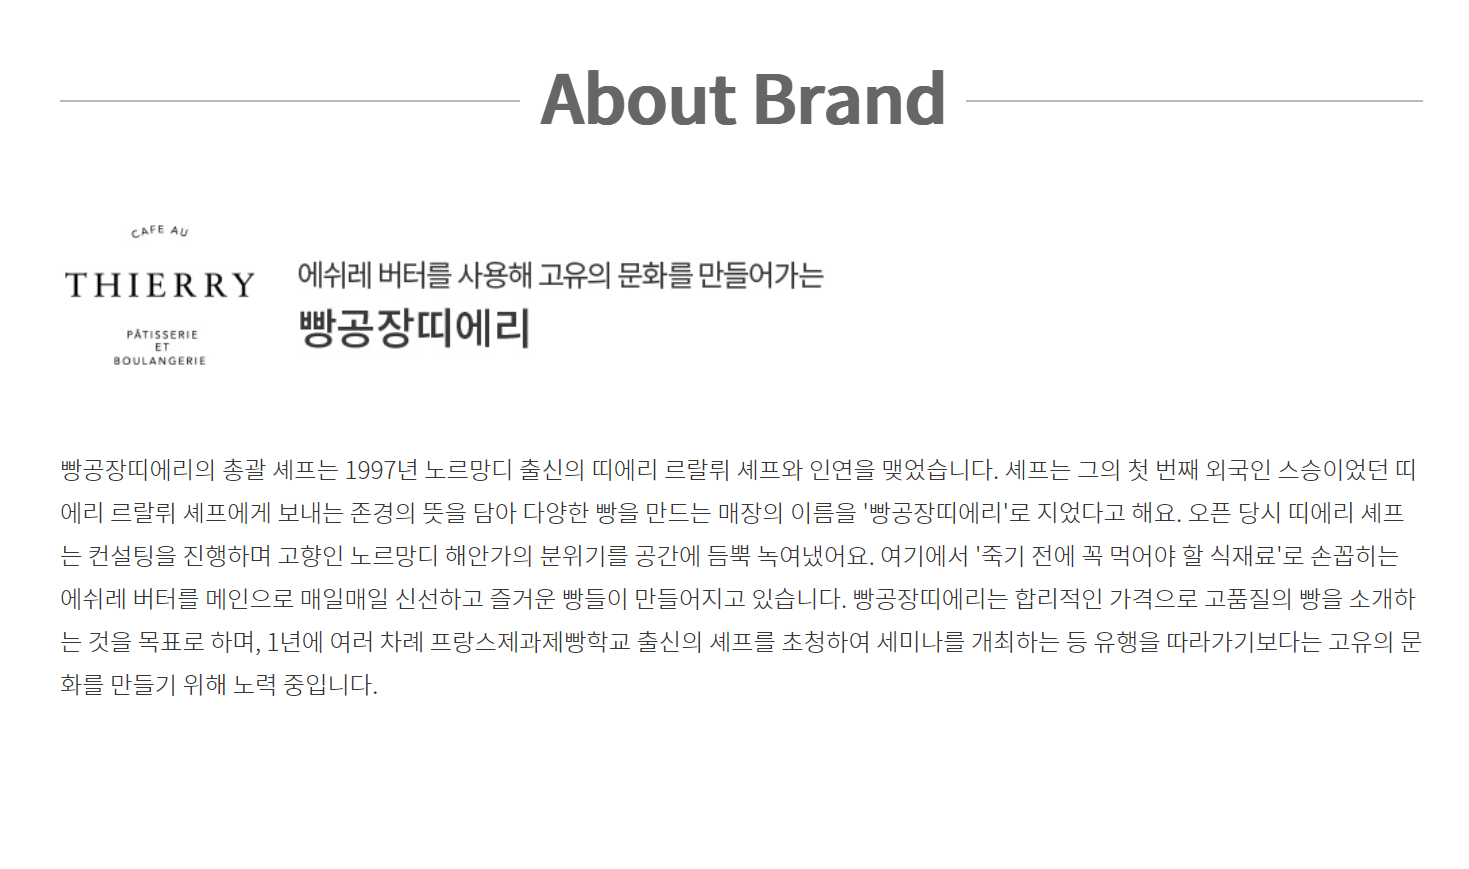 About Brand
CAFE AU
THIERRY
PÂTISSERIE
ET
BOULANGERIE
에쉬레 버터를 사용해 고유의 문화를 만들어가는
빵공장띠에리
빵공장띠에리의 총괄 셰프는 1997년 노르망디 출신의 띠에리 르랄뤼 셰프와 인연을 맺었습니다. 셰프는 그의 첫 번째 외국인 스승이었던 띠
에리 르랄뤼 셰프에게 보내는 존경의 뜻을 담아 다양한 빵을 만드는 매장의 이름을 '빵공장띠에리'로 지었다고 해요. 오픈 당시 띠에리 셰프
는 컨설팅을 진행하며 고향인 노르망디 해안가의 분위기를 공간에 듬뿍 녹여냈어요. 여기에서 '죽기 전에 꼭 먹어야 할 식재료'로 손꼽히는
에쉬레 버터를 메인으로 매일매일 신선하고 즐거운 빵들이 만들어지고 있습니다. 빵공장띠에리는 합리적인 가격으로 고품질의 빵을 소개하
는 것을 목표로 하며, 1년에 여러 차례 프랑스제과제빵학교 출신의 셰프를 초청하여 세미나를 개최하는 등 유행을 따라가기보다는 고유의 문
화를 만들기 위해 노력 중입니다.